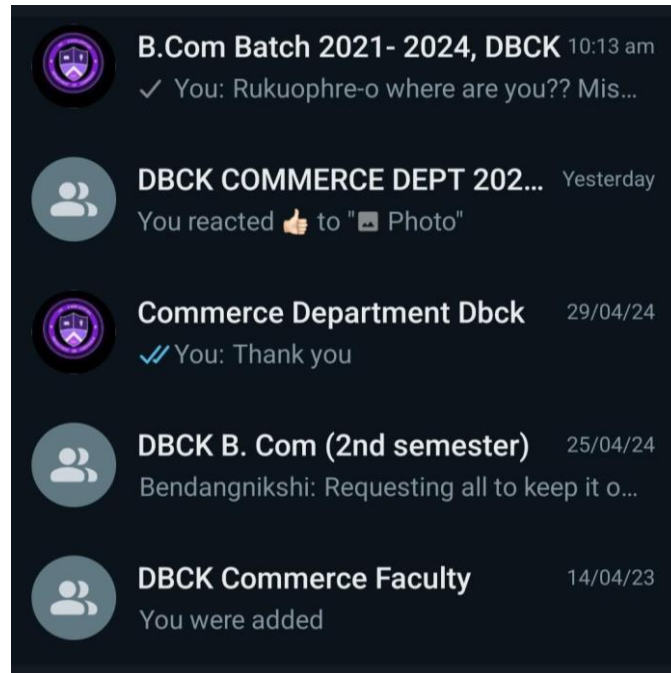 B.Com Batch 2021- 2024, DBCK 10:13 am
You: Rukuophre-o where are you?? Mis...
DBCK COMMERCE DEPT 202... Yesterday
You reacted 👍🏻 to "Photo"
Commerce Department Dbck 29/04/24
You: Thank you
DBCK B. Com (2nd semester) 25/04/24
Bendangnikshi: Requesting all to keep it o...
DBCK Commerce Faculty 14/04/23
You were added